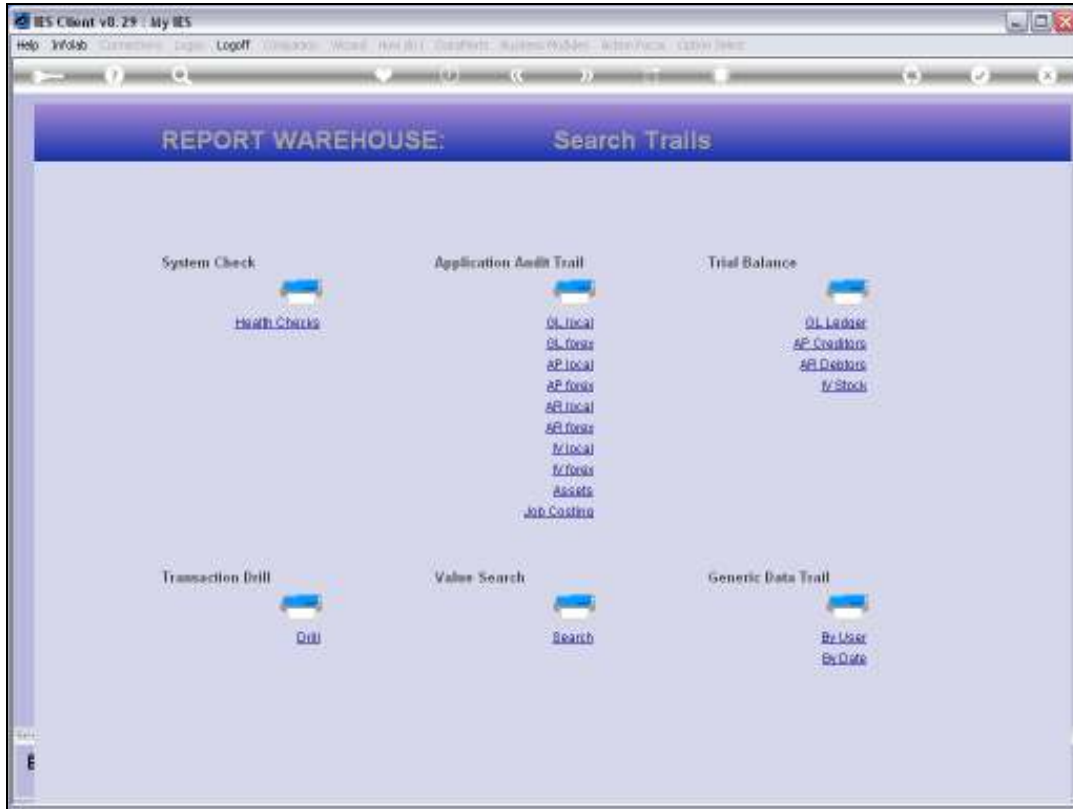 IES Client v8.29 : My IES
Help Infolab Logoff
REPORT WAREHOUSE: Search Trails
System Check
Health Checks
Application Audit Trail
GL local
GL forex
AP local
AP forex
AR local
AR forex
IV local
IV forex
Assets
Job Costing
Trial Balance
GL Ledger
AP Creditors
AR Debtors
IV Stock
Transaction Drill
Drill
Value Search
Search
Generic Data Trail
By User
By Date